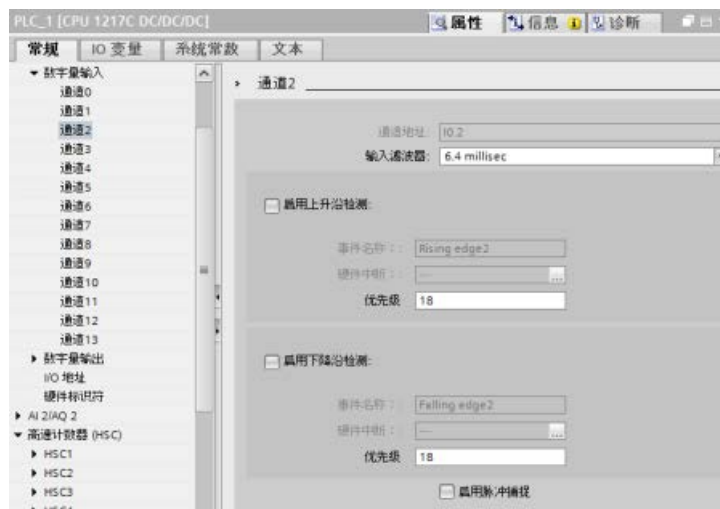 PLC_1 [CPU 1217C DC/DC/DC]
属性
信息
诊断
常规
IO 变量
系统常数
文本
数字量输入
通道0
通道1
通道2
通道3
通道4
通道5
通道6
通道7
通道8
通道9
通道10
通道11
通道12
通道13
数字量输出
I/O 地址
硬件标识符
AI 2/AQ 2
高速计数器 (HSC)
HSC1
HSC2
HSC3
通道2
通道地址: I0.2
输入滤波器: 6.4 millisec
启用上升沿检测:
事件名称:: Rising edge2
硬件中断:: ---
...
优先级 18
启用下降沿检测:
事件名称:: Falling edge2
硬件中断: ---
...
优先级 18
启用脉冲捕捉